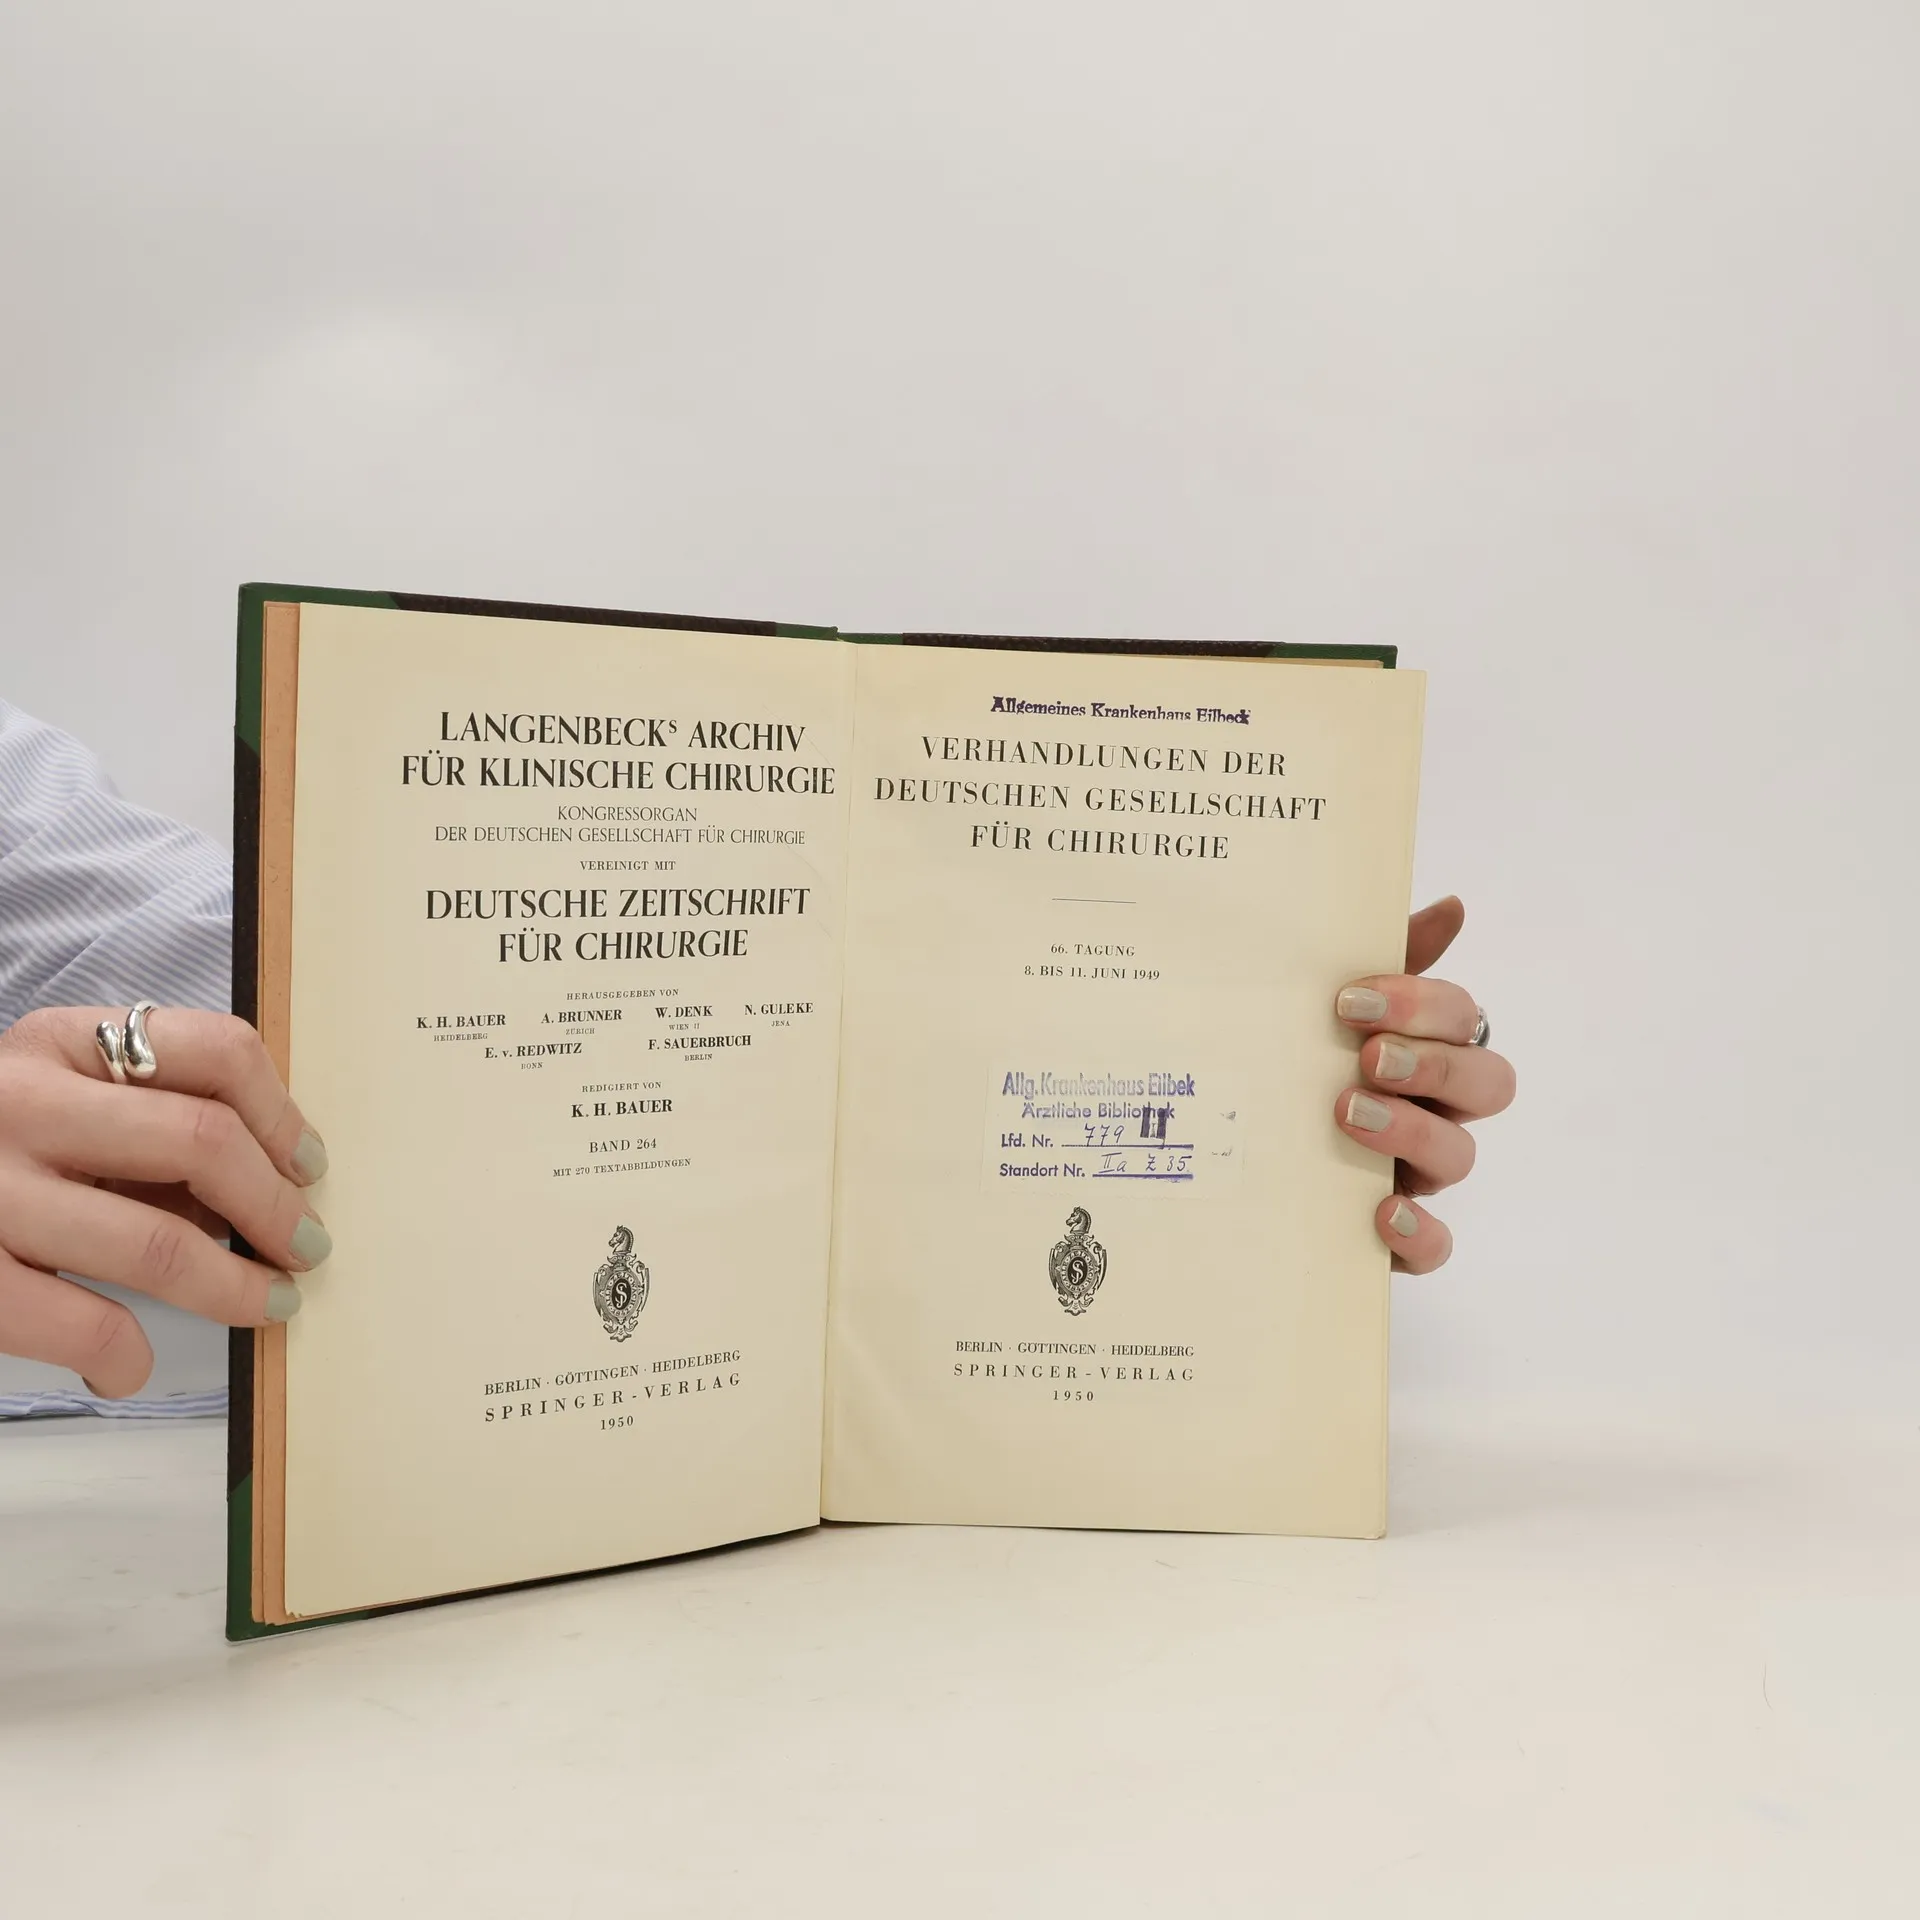 LANGENBECKS ARCHIV
FÜR KLINISCHE CHIRURGIE
KONGRESSORGAN
DER DEUTSCHEN GESELLSCHAFT FÜR CHIRURGIE
VEREINIGT MIT
DEUTSCHE ZEITSCHRIFT
FÜR CHIRURGIE
HERAUSGEGEBEN VON
K. H. BAUER A. BRUNNER W. DENK N. GULEKE
HEIDELBERG ZÜRICH WIEN II JENA
E. v. REDWITZ F. SAUERBRUCH
BONN BERLIN
REDIGIERT VON
K. H. BAUER
BAND 264
MIT 270 TEXTABBILDUNGEN
BERLIN · GÖTTINGEN · HEIDELBERG
SPRINGER-VERLAG
1950
Allgemeines Krankenhaus Eilbeck
VERHANDLUNGEN DER
DEUTSCHEN GESELLSCHAFT
FÜR CHIRURGIE
66. TAGUNG
8. BIS 11. JUNI 1949
Allg. Krankenhaus Eilbek
Ärztliche Bibliothek
Lfd. Nr. 779
Standort Nr. IIa Z 35
BERLIN · GÖTTINGEN · HEIDELBERG
SPRINGER-VERLAG
1950